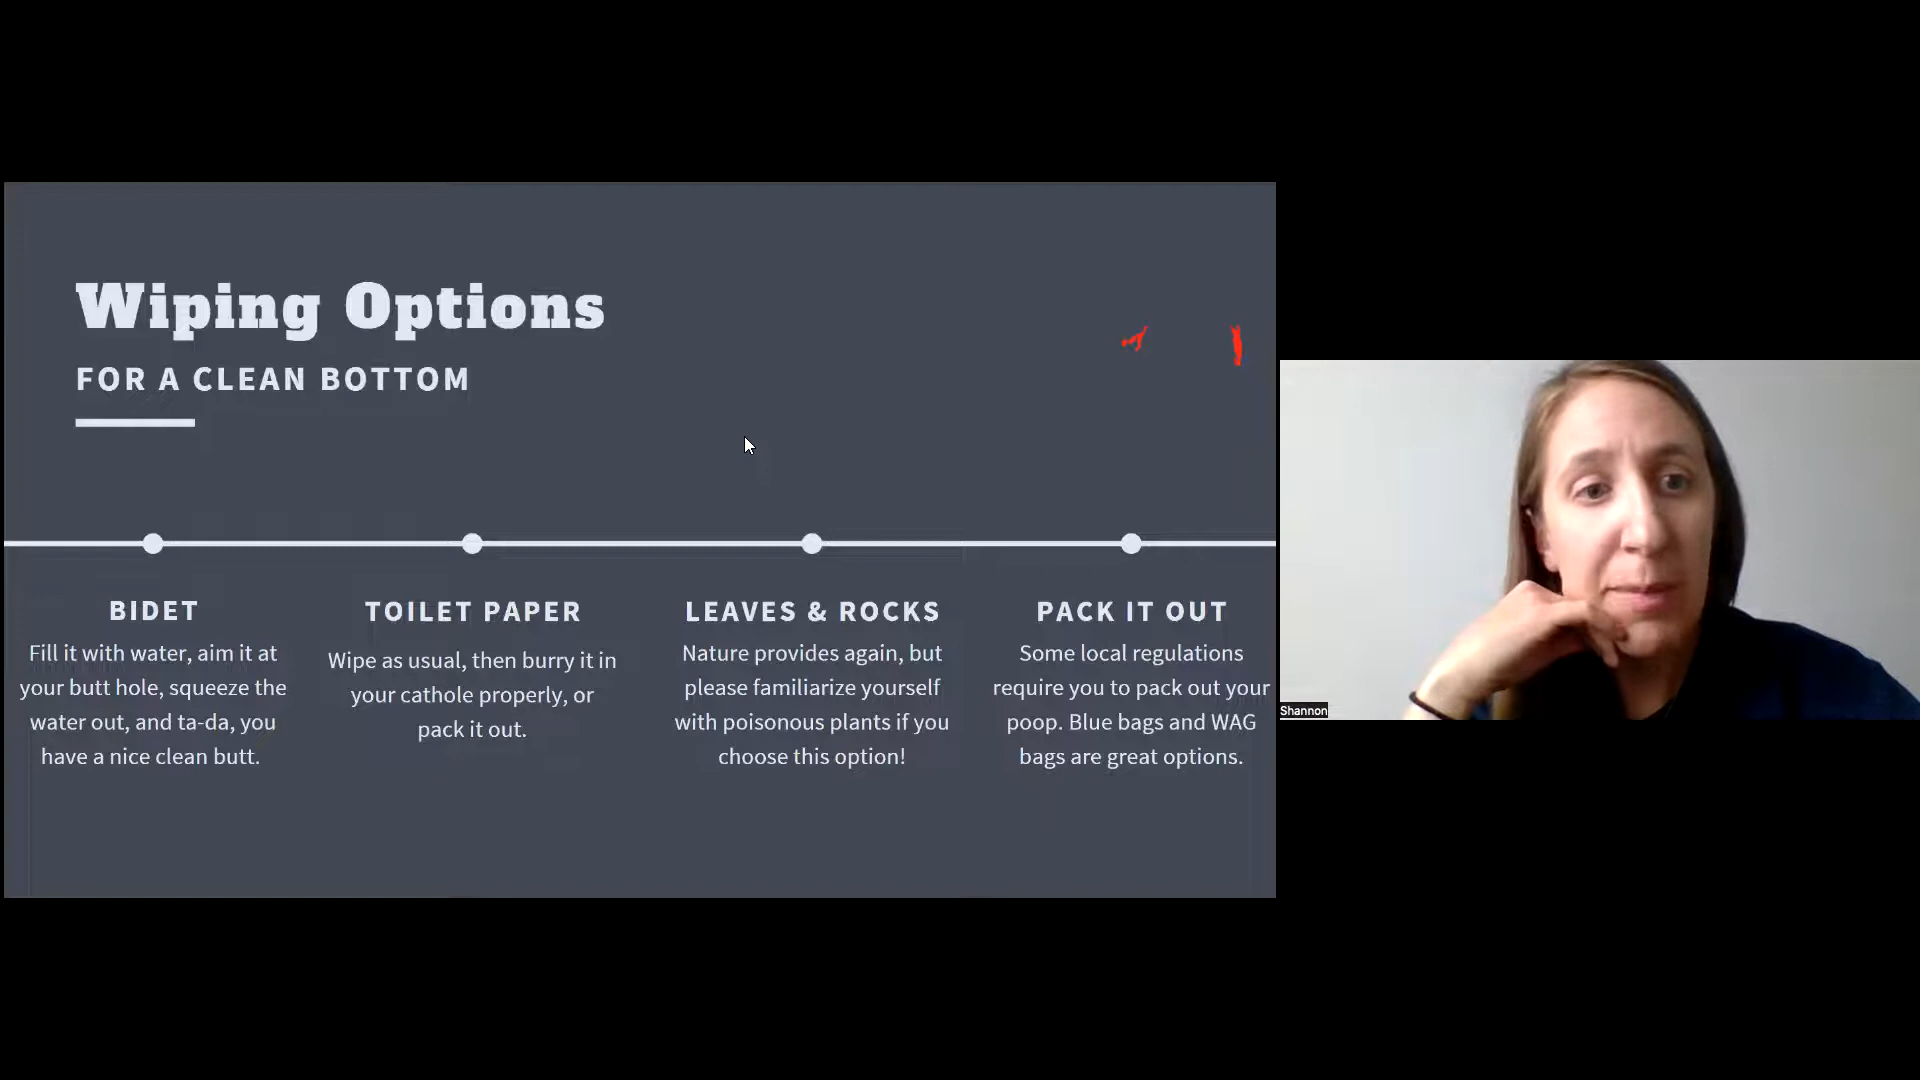 Wiping Options
FOR A CLEAN BOTTOM
BIDET
Fill it with water, aim it at
your butt hole, squeeze the
water out, and ta-da, you
have a nice clean butt.
TOILET PAPER
Wipe as usual, then burry it in
your cathole properly, or
pack it out.
LEAVES & ROCKS
Nature provides again, but
please familiarize yourself
with poisonous plants if you
choose this option!
PACK IT OUT
Some local regulations
require you to pack out your
poop. Blue bags and WAG
bags are great options.
Shannon